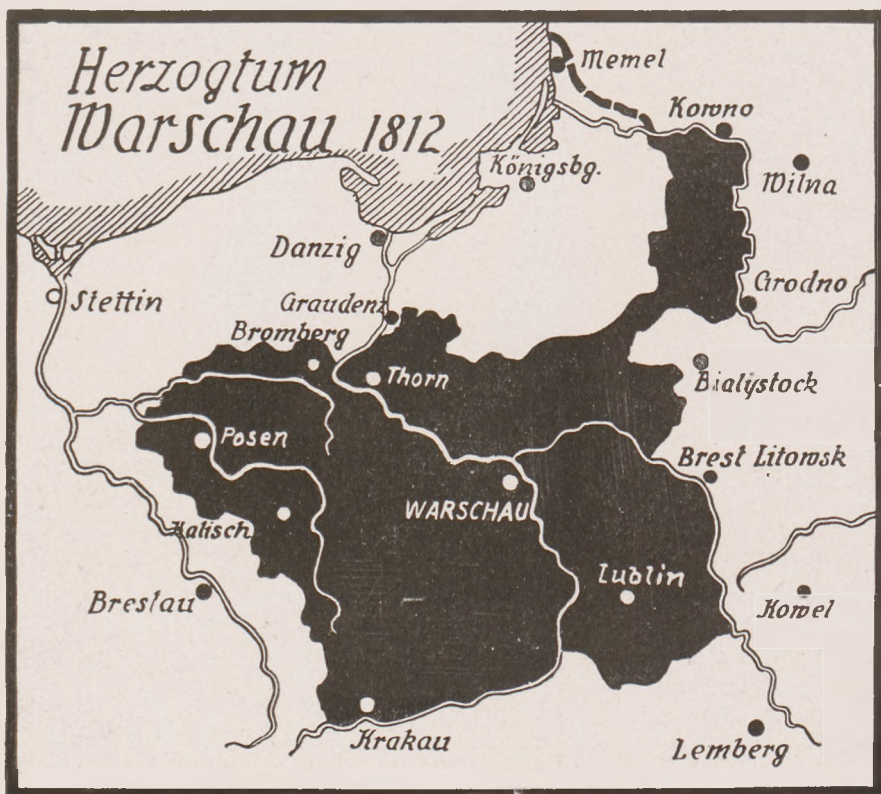 Herzogtum
Warschau 1812
Memel
Kowno
Wilna
Königsbg.
Danzig
Grodno
Stettin
Graudenz
Bromberg
Thorn
Bialystock
Posen
Brest Litowsk
WARSCHAU
Kalisch
Lublin
Breslau
Kowel
Krakau
Lemberg